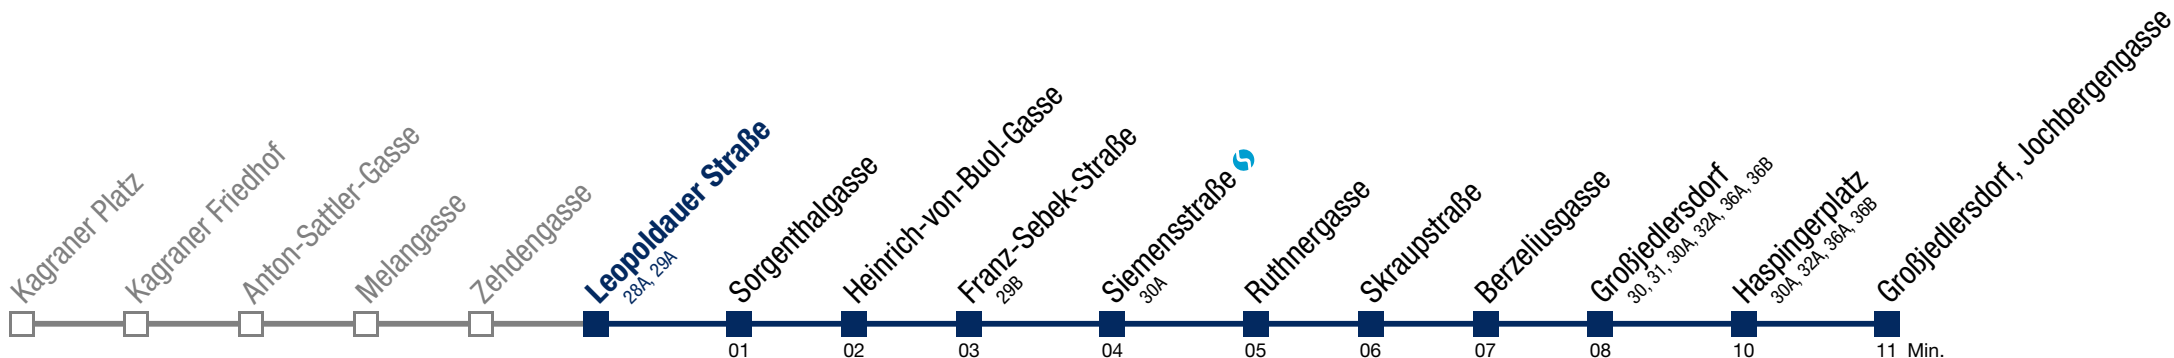 Kagraner Platz
Kagraner Friedhof
Anton-Sattler-Gasse
Melangasse
Zehdengasse
Leopoldauer Straße
28A, 29A
Sorgenthalgasse
Heinrich-von-Buol-Gasse
Franz-Sebek-Straße
29B
Siemensstraße
30A
Ruthnergasse
Skraupstraße
Berzeliusgasse
Großjedlersdorf
30, 31, 30A, 32A, 36A, 36B
Haspingerplatz
30A, 32A, 36A, 36B
Großjedlersdorf, Jochbergengasse
01 02 03 04 05 06 07 08 10 11 Min.